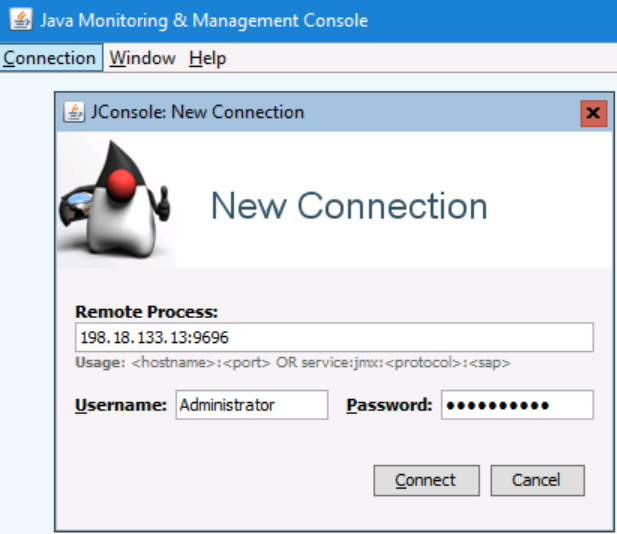 Java Monitoring & Management Console
Connection Window Help
JConsole: New Connection
New Connection
Remote Process:
198.18.133.13:9696
Usage: <hostname>:<port> OR service:jmx:<protocol>:<sap>
Username: Administrator Password: ••••••••••
Connect Cancel